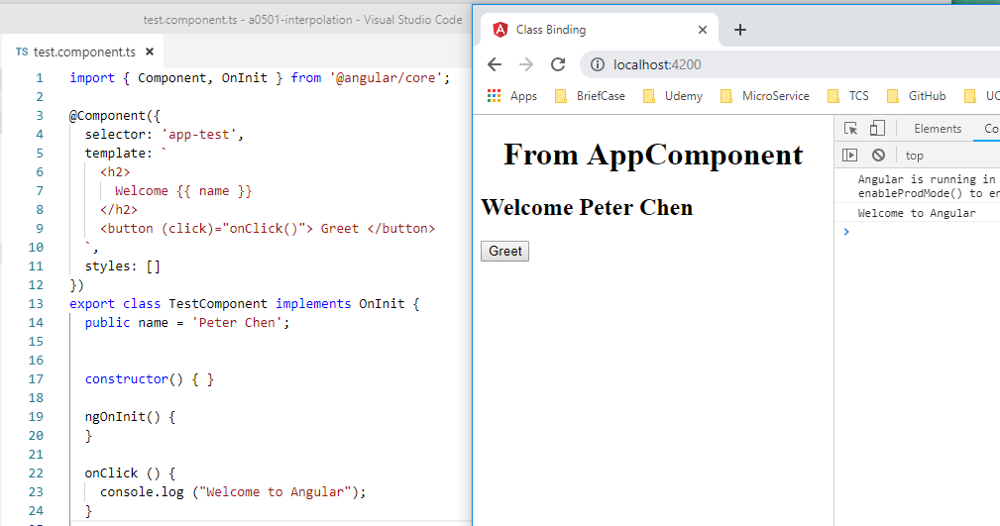 test.component.ts - a0501-interpolation - Visual Studio Code
TS test.component.ts ×
1 import { Component, OnInit } from '@angular/core';
2
3 @Component({
4 selector: 'app-test',
5 template: `
6 <h2>
7 Welcome {{ name }}
8 </h2>
9 <button (click)="onClick()"> Greet </button>
10 `,
11 styles: []
12 })
13 export class TestComponent implements OnInit {
14 public name = 'Peter Chen';
15
16
17 constructor() { }
18
19 ngOnInit() {
20 }
21
22 onClick () {
23 console.log ("Welcome to Angular");
24 }
Class Binding
localhost:4200
Apps BriefCase Udemy MicroService TCS GitHub UC
From AppComponent
Welcome Peter Chen
Greet
Elements Co
top
Angular is running in
enableProdMode() to en
Welcome to Angular